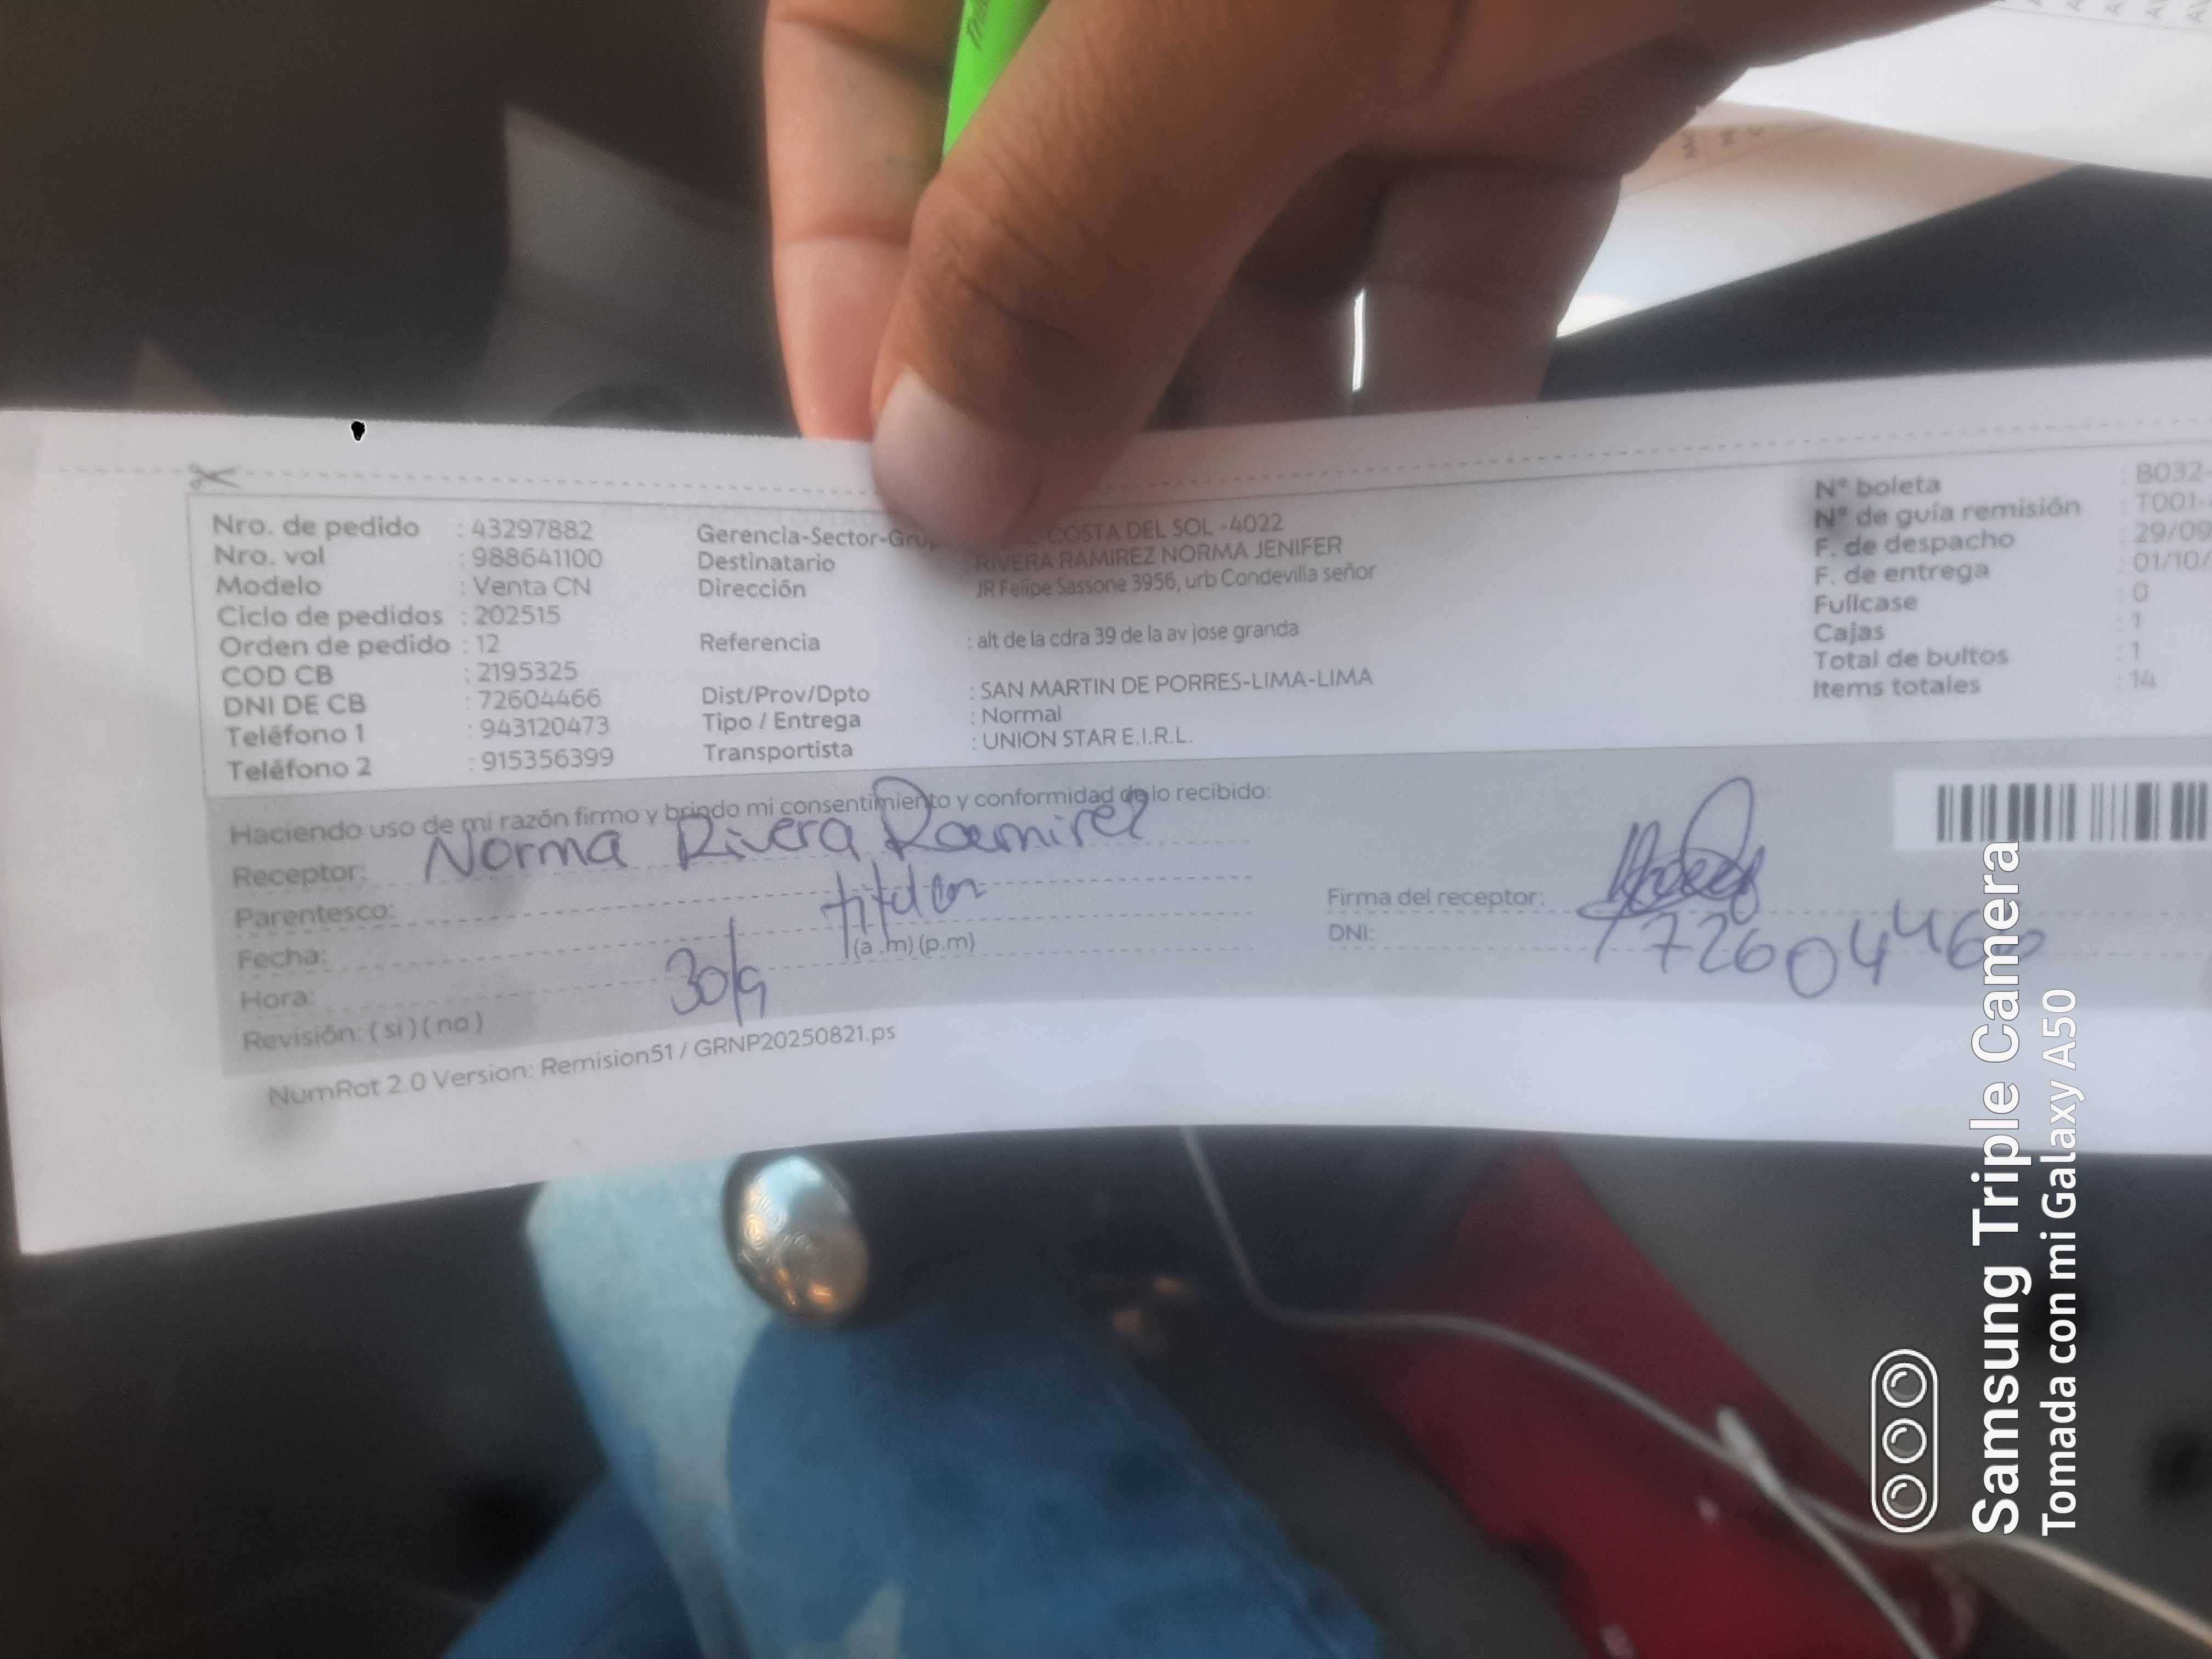 Nro. de pedido : 43297882
Nro. vol : 988641100
Modelo : Venta CN
Ciclo de pedidos : 202515
Orden de pedido : 12
COD CB : 2195325
DNI DE CB : 72604466
Teléfono 1 : 943120473
Teléfono 2 : 915356399
Gerencia-Sector-Gru COSTA DEL SOL -4022
Destinatario : RIVERA RAMIREZ NORMA JENIFER
Dirección JR Felipe Sassone 3956, urb Condevilla señor
Referencia : alt de la cdra 39 de la av jose granda
Dist/Prov/Dpto : SAN MARTIN DE PORRES-LIMA-LIMA
Tipo / Entrega : Normal
Transportista : UNION STAR E.I.R.L.
N° boleta : B032-
N° de guía remisión : T001-
F. de despacho : 29/09
F. de entrega : 01/10/
Fullcase : 0
Cajas : 1
Total de bultos : 1
Items totales : 14
Haciendo uso de mi razón firmo y brindo mi consentimiento y conformidad de lo recibido:
Receptor: Norma Rivera Ramirez
Parentesco: titular
Fecha: 30/9
Hora: (a .m) (p.m)
Revisión: ( si ) ( no )
Firma del receptor:
DNI: 72604466
NumRot 2.0 Version: Remision51 / GRNP20250821.ps
Samsung Triple Camera
Tomada con mi Galaxy A50